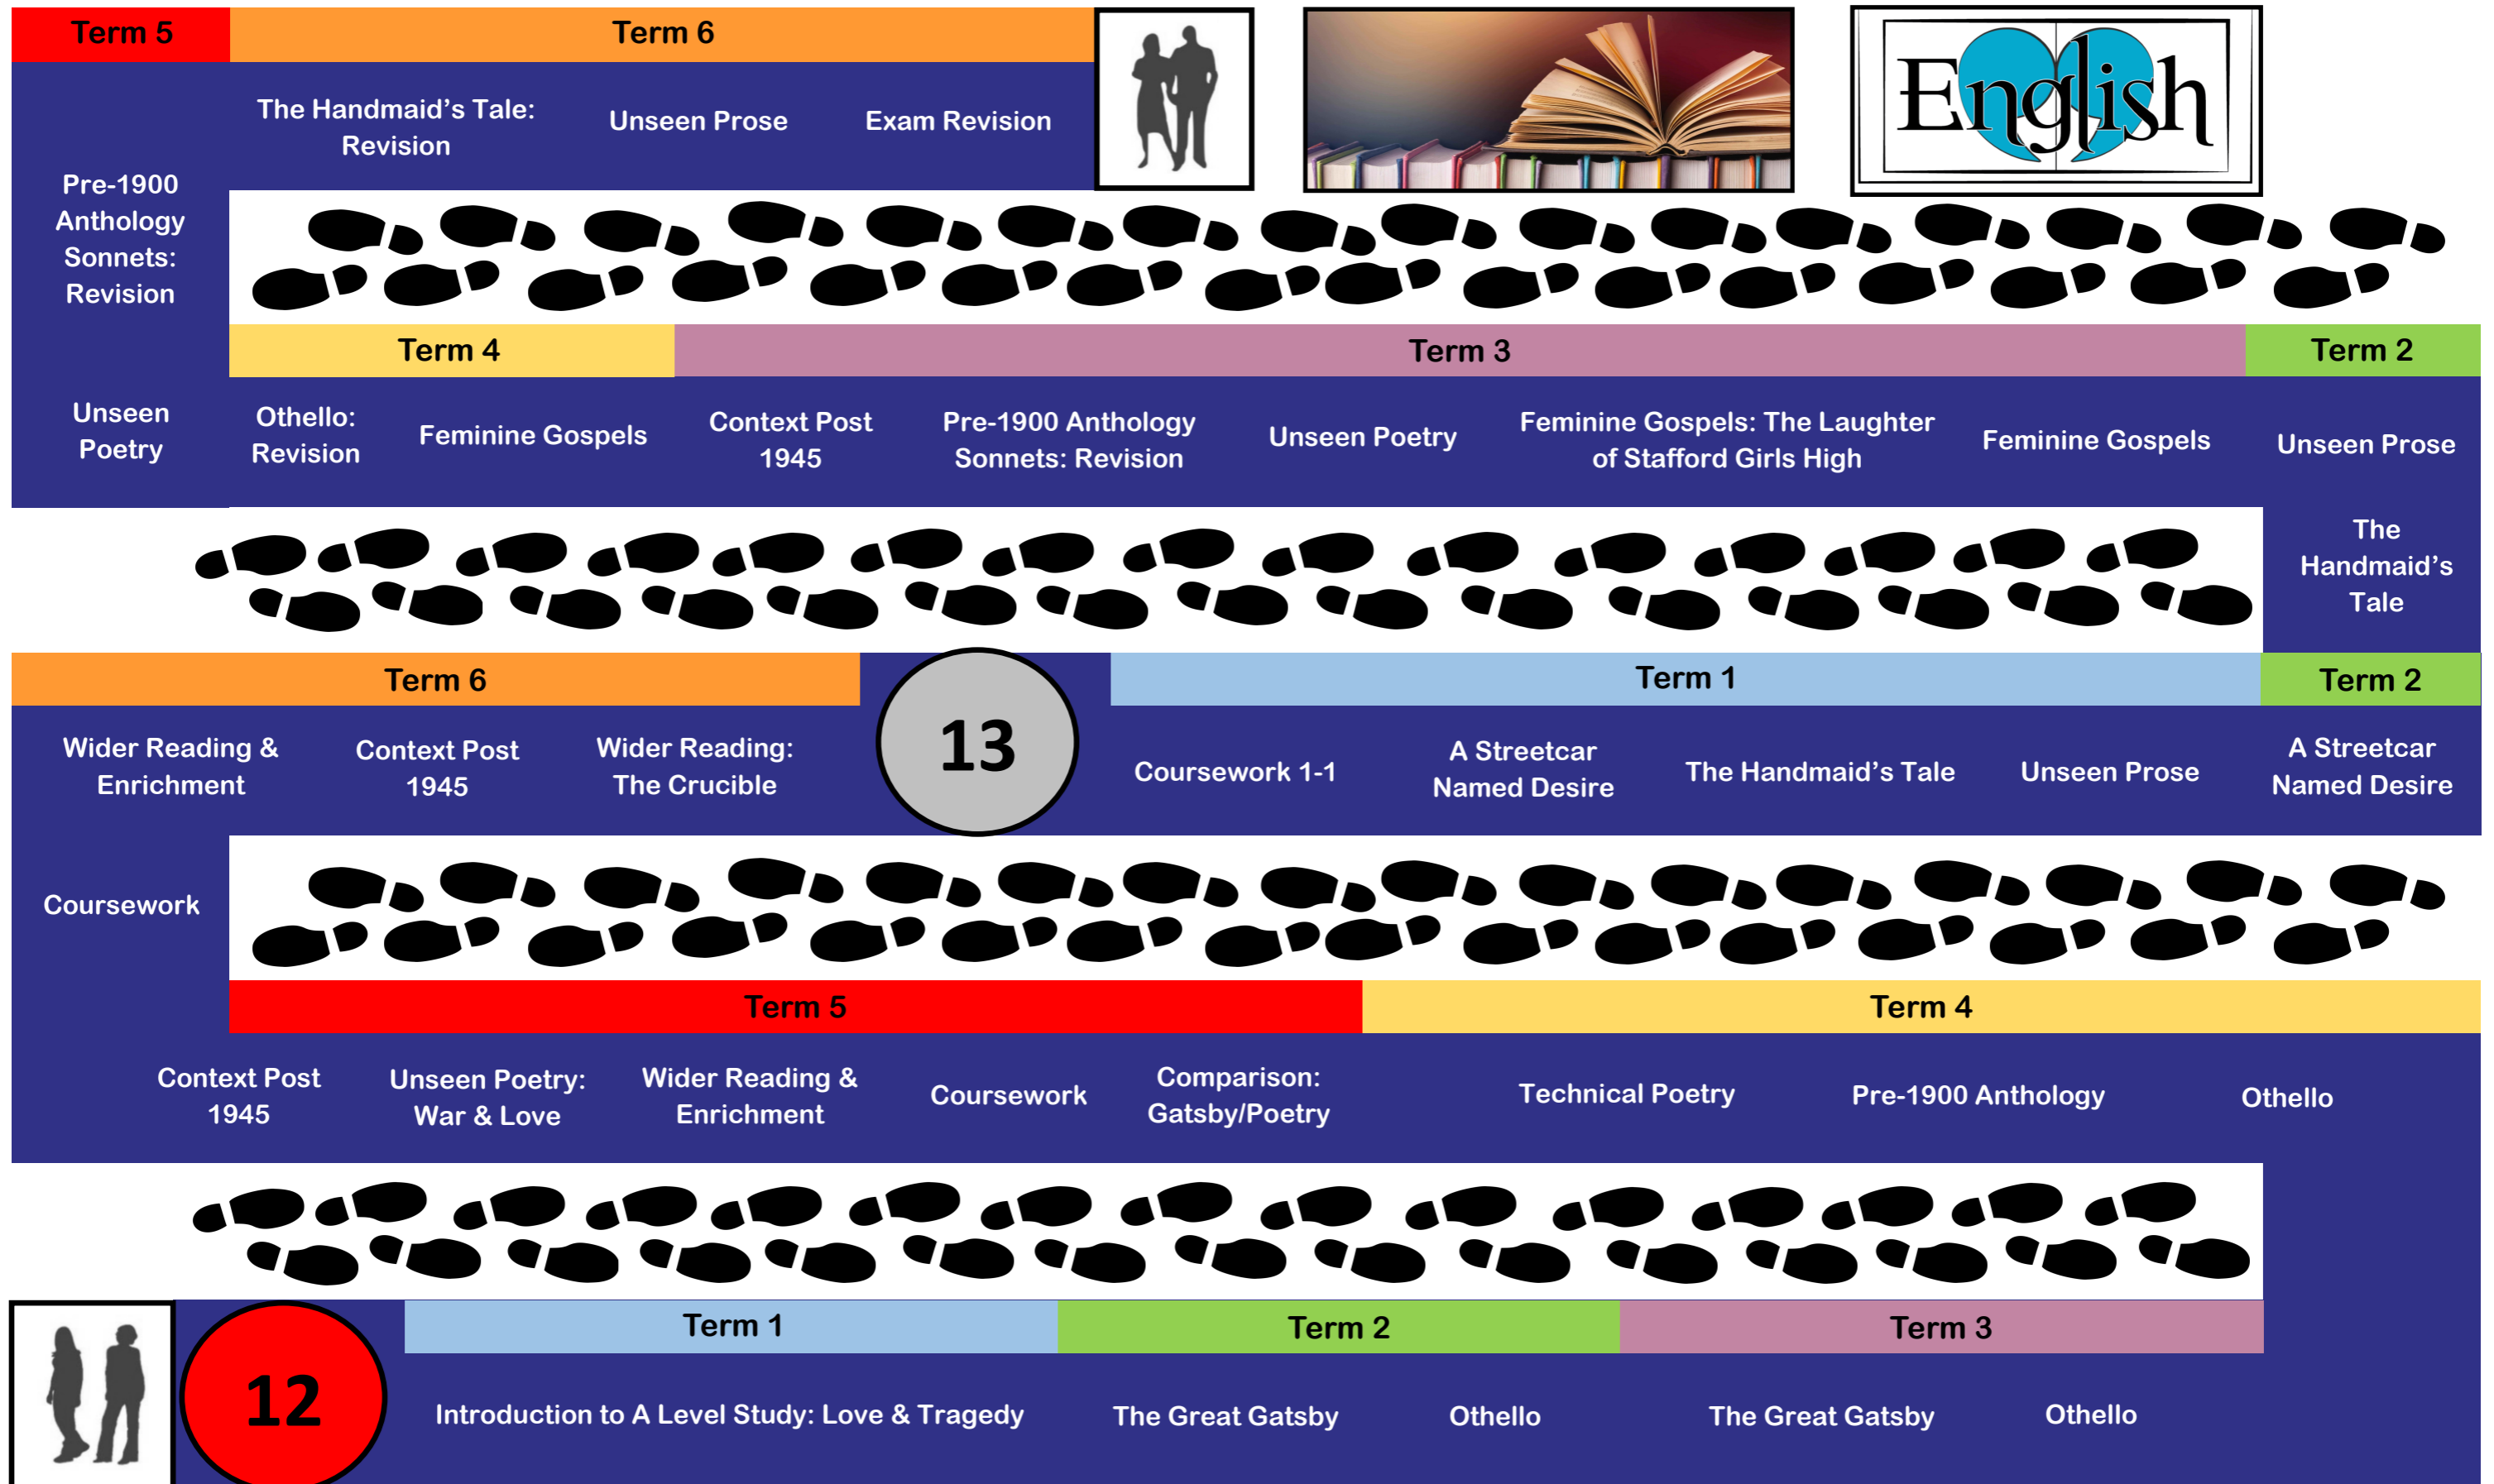 Term 5
Term 6
English
The Handmaid's Tale:
Revision
Unseen Prose
Exam Revision
Pre-1900
Anthology
Sonnets:
Revision
Term 4
Term 3
Term 2
Unseen
Poetry
Othello:
Revision
Feminine Gospels
Context Post
1945
Pre-1900 Anthology
Sonnets: Revision
Unseen Poetry
Feminine Gospels: The Laughter
of Stafford Girls High
Feminine Gospels
Unseen Prose
The
Handmaid's
Tale
Term 6
13
Term 1
Term 2
Wider Reading &
Enrichment
Context Post
1945
Wider Reading:
The Crucible
Coursework 1-1
A Streetcar
Named Desire
The Handmaid's Tale
Unseen Prose
A Streetcar
Named Desire
Coursework
Term 5
Term 4
Context Post
1945
Unseen Poetry:
War & Love
Wider Reading &
Enrichment
Coursework
Comparison:
Gatsby/Poetry
Technical Poetry
Pre-1900 Anthology
Othello
12
Term 1
Term 2
Term 3
Introduction to A Level Study: Love & Tragedy
The Great Gatsby
Othello
The Great Gatsby
Othello